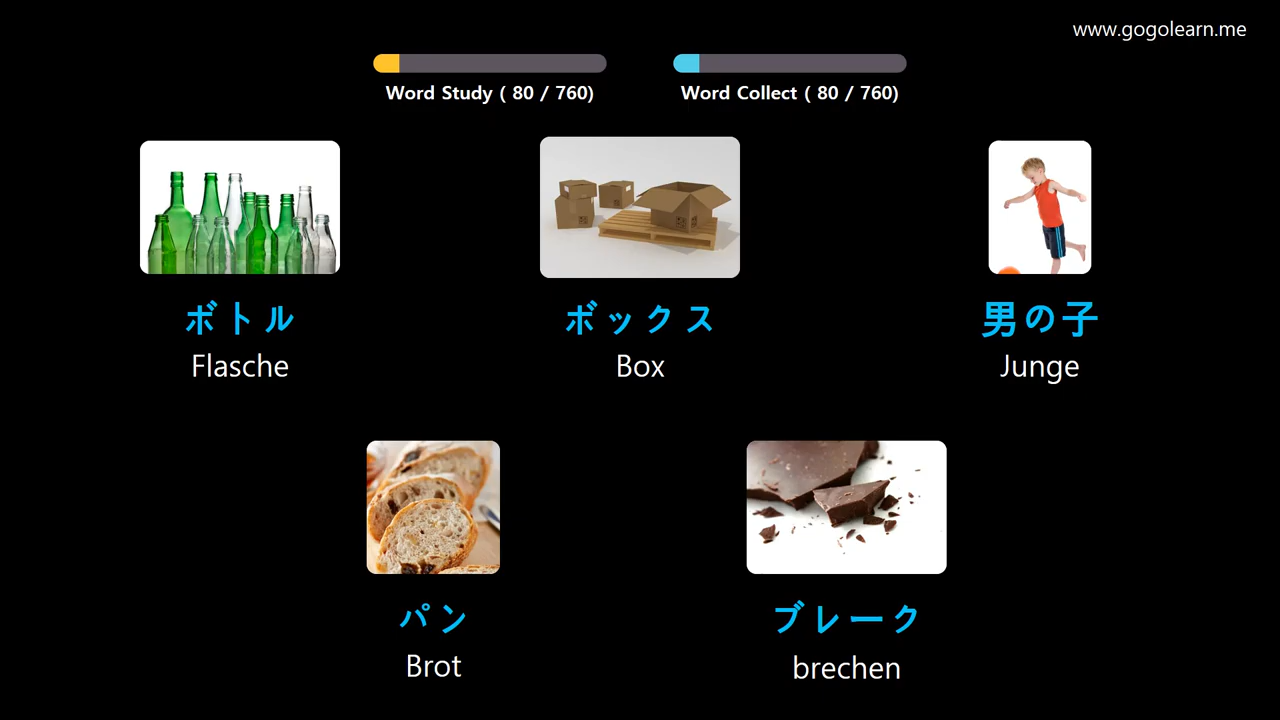 www.gogolearn.me
Word Study ( 80 / 760)
Word Collect ( 80 / 760)
ボトル
Flasche
ボックス
Box
男の子
Junge
パン
Brot
ブレーク
brechen